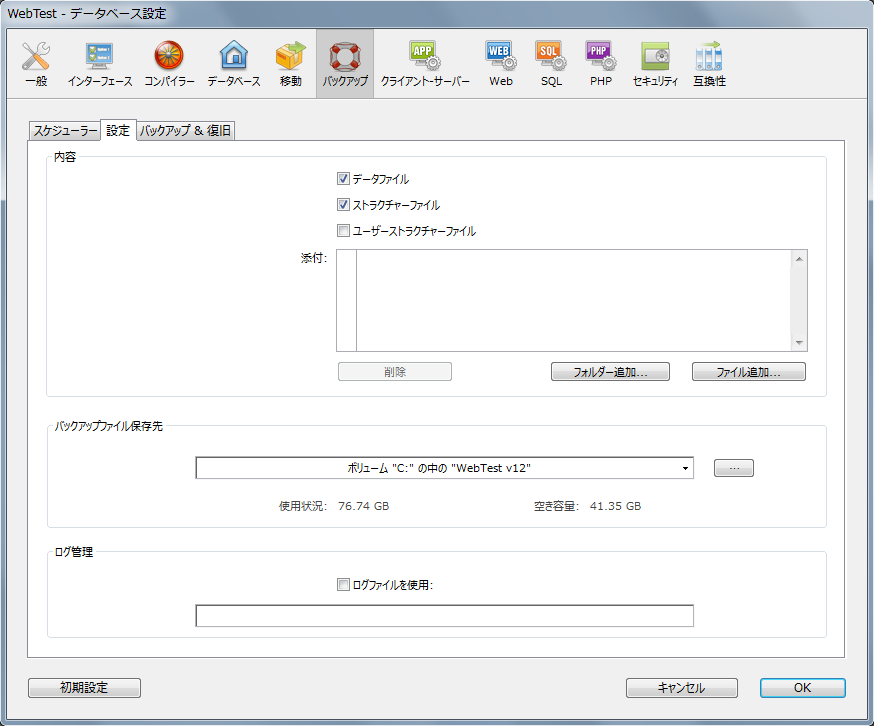 WebTest - データベース設定
一般 インターフェース コンパイラー データベース 移動 バックアップ クライアント-サーバー Web SQL PHP セキュリティ 互換性
APP WEB SQL PHP
スケジューラー 設定 バックアップ & 復旧
内容
データファイル
ストラクチャーファイル
ユーザーストラクチャーファイル
添付:
削除 フォルダー追加... ファイル追加...
バックアップファイル保存先
ボリューム "C:" の中の "WebTest v12" ...
使用状況: 76.74 GB 空き容量: 41.35 GB
ログ管理
ログファイルを使用:
初期設定 キャンセル OK